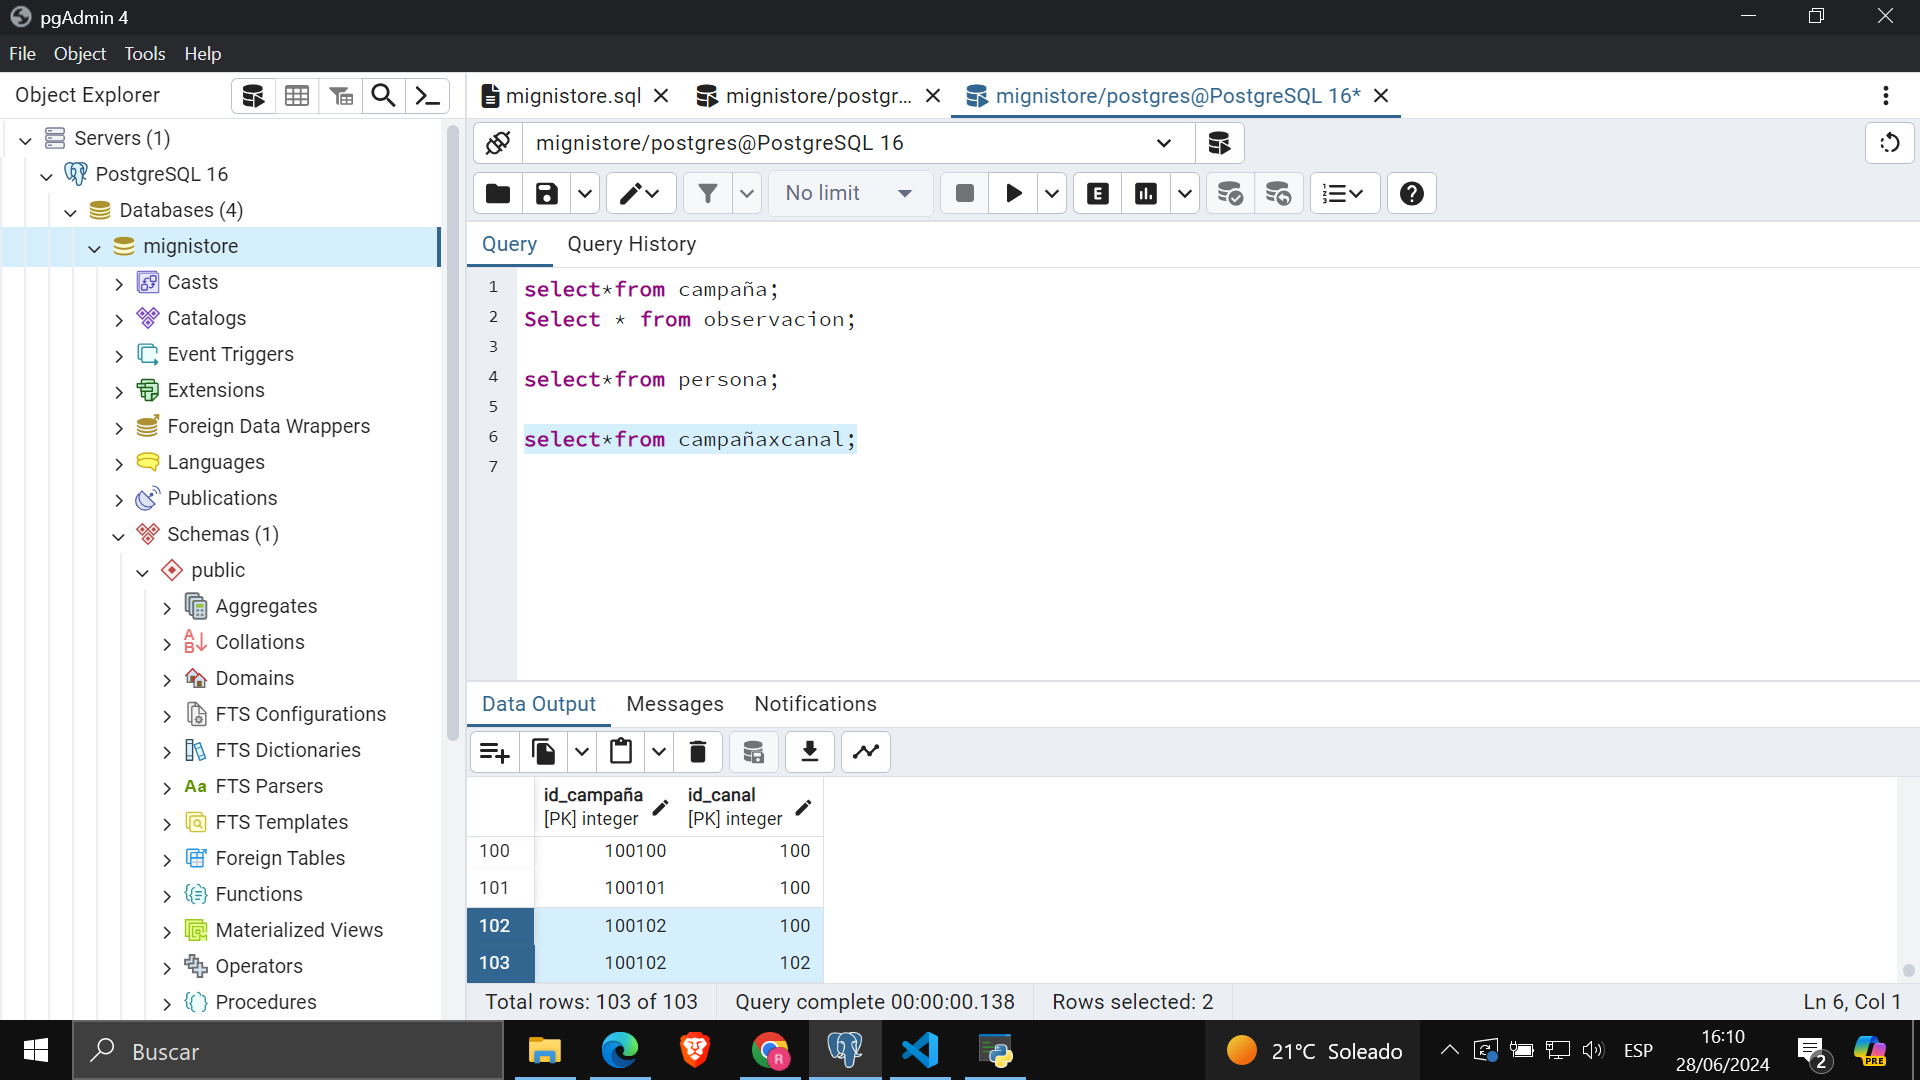 pgAdmin 4
File Object Tools Help
Object Explorer
mignistore.sql
mignistore/postgr...
mignistore/postgres@PostgreSQL 16*
Servers (1)
PostgreSQL 16
Databases (4)
mignistore
Casts
Catalogs
Event Triggers
Extensions
Foreign Data Wrappers
Languages
Publications
Schemas (1)
public
Aggregates
Collations
Domains
FTS Configurations
FTS Dictionaries
FTS Parsers
FTS Templates
Foreign Tables
Functions
Materialized Views
Operators
Procedures
mignistore/postgres@PostgreSQL 16
No limit
E
Query Query History
1 select*from campaña;
2 Select * from observacion;
3
4 select*from persona;
5
6 select*from campañaxcanal;
7
Data Output Messages Notifications
id_campaña id_canal
[PK] integer [PK] integer
100 100100 100
101 100101 100
102 100102 100
103 100102 102
Total rows: 103 of 103 Query complete 00:00:00.138 Rows selected: 2 Ln 6, Col 1
Buscar
R
21°C Soleado
ESP
16:10
28/06/2024
2
PRE